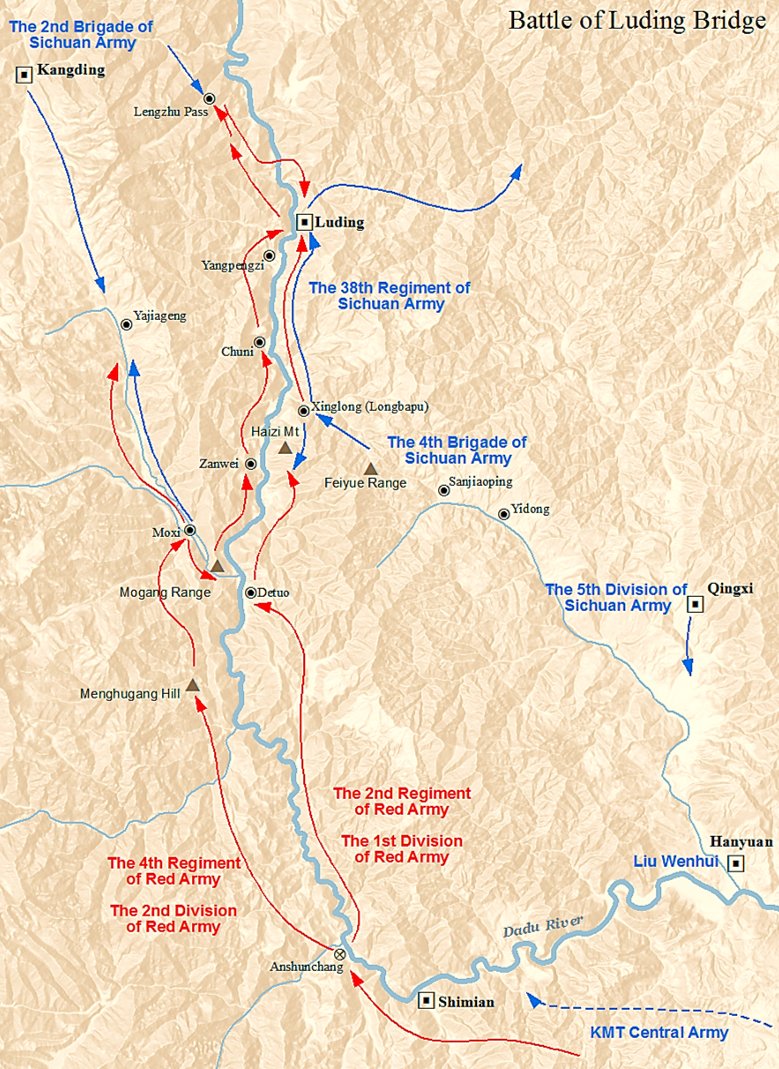 Battle of Luding Bridge
The 2nd Brigade of
Sichuan Army
Kangding
Lengzhu Pass
Luding
Yangpengzi
The 38th Regiment of
Sichuan Army
Yajiageng
Chuni
Xinglong (Longbapu)
Haizi Mt
The 4th Brigade of
Sichuan Army
Zanwei
Feiyue Range
Sanjiaoping
Yidong
Moxi
Mogang Range
Detuo
The 5th Division of
Sichuan Army
Qingxi
Menghugang Hill
The 2nd Regiment
of Red Army
The 1st Division
of Red Army
Hanyuan
Liu Wenhui
The 4th Regiment
of Red Army
The 2nd Division
of Red Army
Dadu River
Anshunchang
Shimian
KMT Central Army